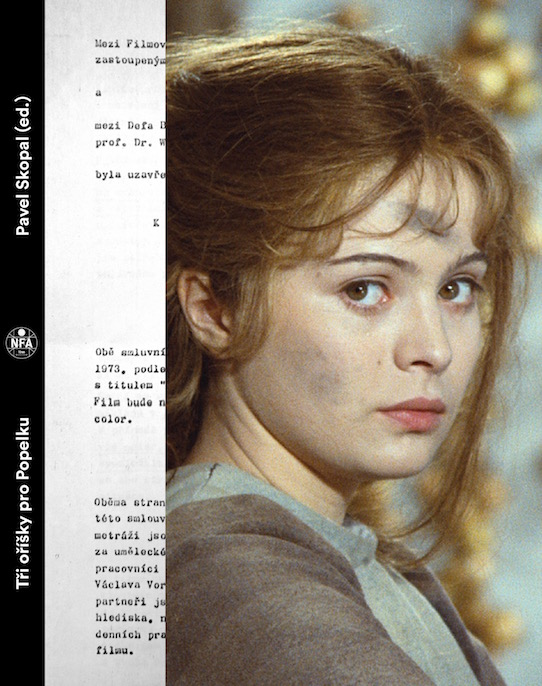 Pavel Skopal (ed.)
NFA
Tři oříšky pro Popelku
Mezi Filmov
zastoupeným
a
mezi Defa
prof. Dr. W
byla uzavře
K
Obě smluvní
1973, podle
s titulem "
Film bude n
color.
Oběma stran
této smlouv
metráží jso
za umělecké
pracovníci
Václava Vor
partneři js
hlediska, n
denních pra
filmu.